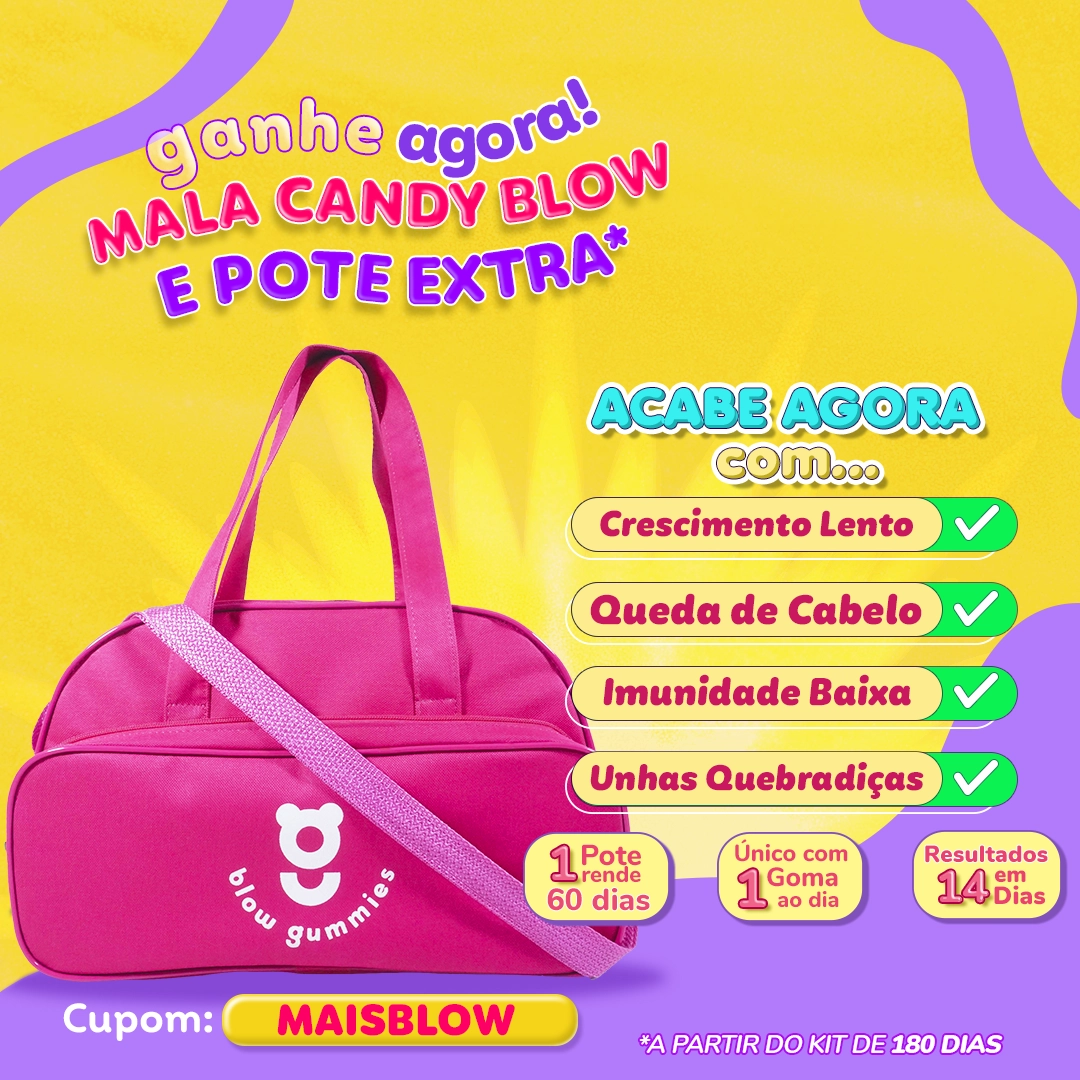 ganhe agora!
MALA CANDY BLOW
E POTE EXTRA*
ACABE AGORA
com...
Crescimento Lento
Queda de Cabelo
Imunidade Baixa
Unhas Quebradiças
1 Pote
rende
60 dias
Único com
1 Goma
ao dia
Resultados
14 em
Dias
blow gummies
Cupom: MAISBLOW
*A PARTIR DO KIT DE 180 DIAS